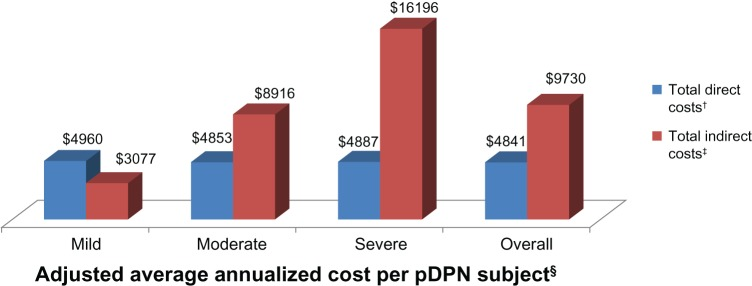 $16196
$9730
$8916
$4960
$4853
$4887
$4841
$3077
Total direct
costs†
Total indirect
costs‡
Mild
Moderate
Severe
Overall
Adjusted average annualized cost per pDPN subject§